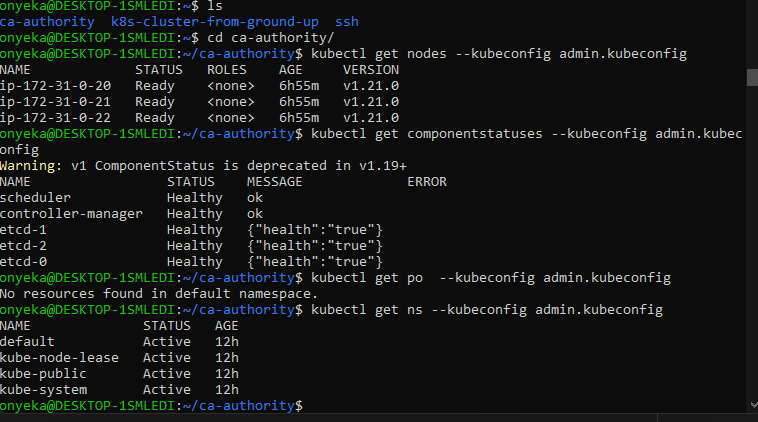 onyeka@DESKTOP-1SMLEDI:~$ ls
ca-authority  k8s-cluster-from-ground-up  ssh
onyeka@DESKTOP-1SMLEDI:~$ cd ca-authority/
onyeka@DESKTOP-1SMLEDI:~/ca-authority$ kubectl get nodes --kubeconfig admin.kubeconfig
NAME             STATUS   ROLES    AGE     VERSION
ip-172-31-0-20   Ready    <none>   6h55m   v1.21.0
ip-172-31-0-21   Ready    <none>   6h55m   v1.21.0
ip-172-31-0-22   Ready    <none>   6h55m   v1.21.0
onyeka@DESKTOP-1SMLEDI:~/ca-authority$ kubectl get componentstatuses --kubeconfig admin.kubec
onfig
Warning: v1 ComponentStatus is deprecated in v1.19+
NAME                 STATUS    MESSAGE             ERROR
scheduler            Healthy   ok
controller-manager   Healthy   ok
etcd-1               Healthy   {"health":"true"}
etcd-2               Healthy   {"health":"true"}
etcd-0               Healthy   {"health":"true"}
onyeka@DESKTOP-1SMLEDI:~/ca-authority$ kubectl get po  --kubeconfig admin.kubeconfig
No resources found in default namespace.
onyeka@DESKTOP-1SMLEDI:~/ca-authority$ kubectl get ns --kubeconfig admin.kubeconfig
NAME              STATUS   AGE
default           Active   12h
kube-node-lease   Active   12h
kube-public       Active   12h
kube-system       Active   12h
onyeka@DESKTOP-1SMLEDI:~/ca-authority$